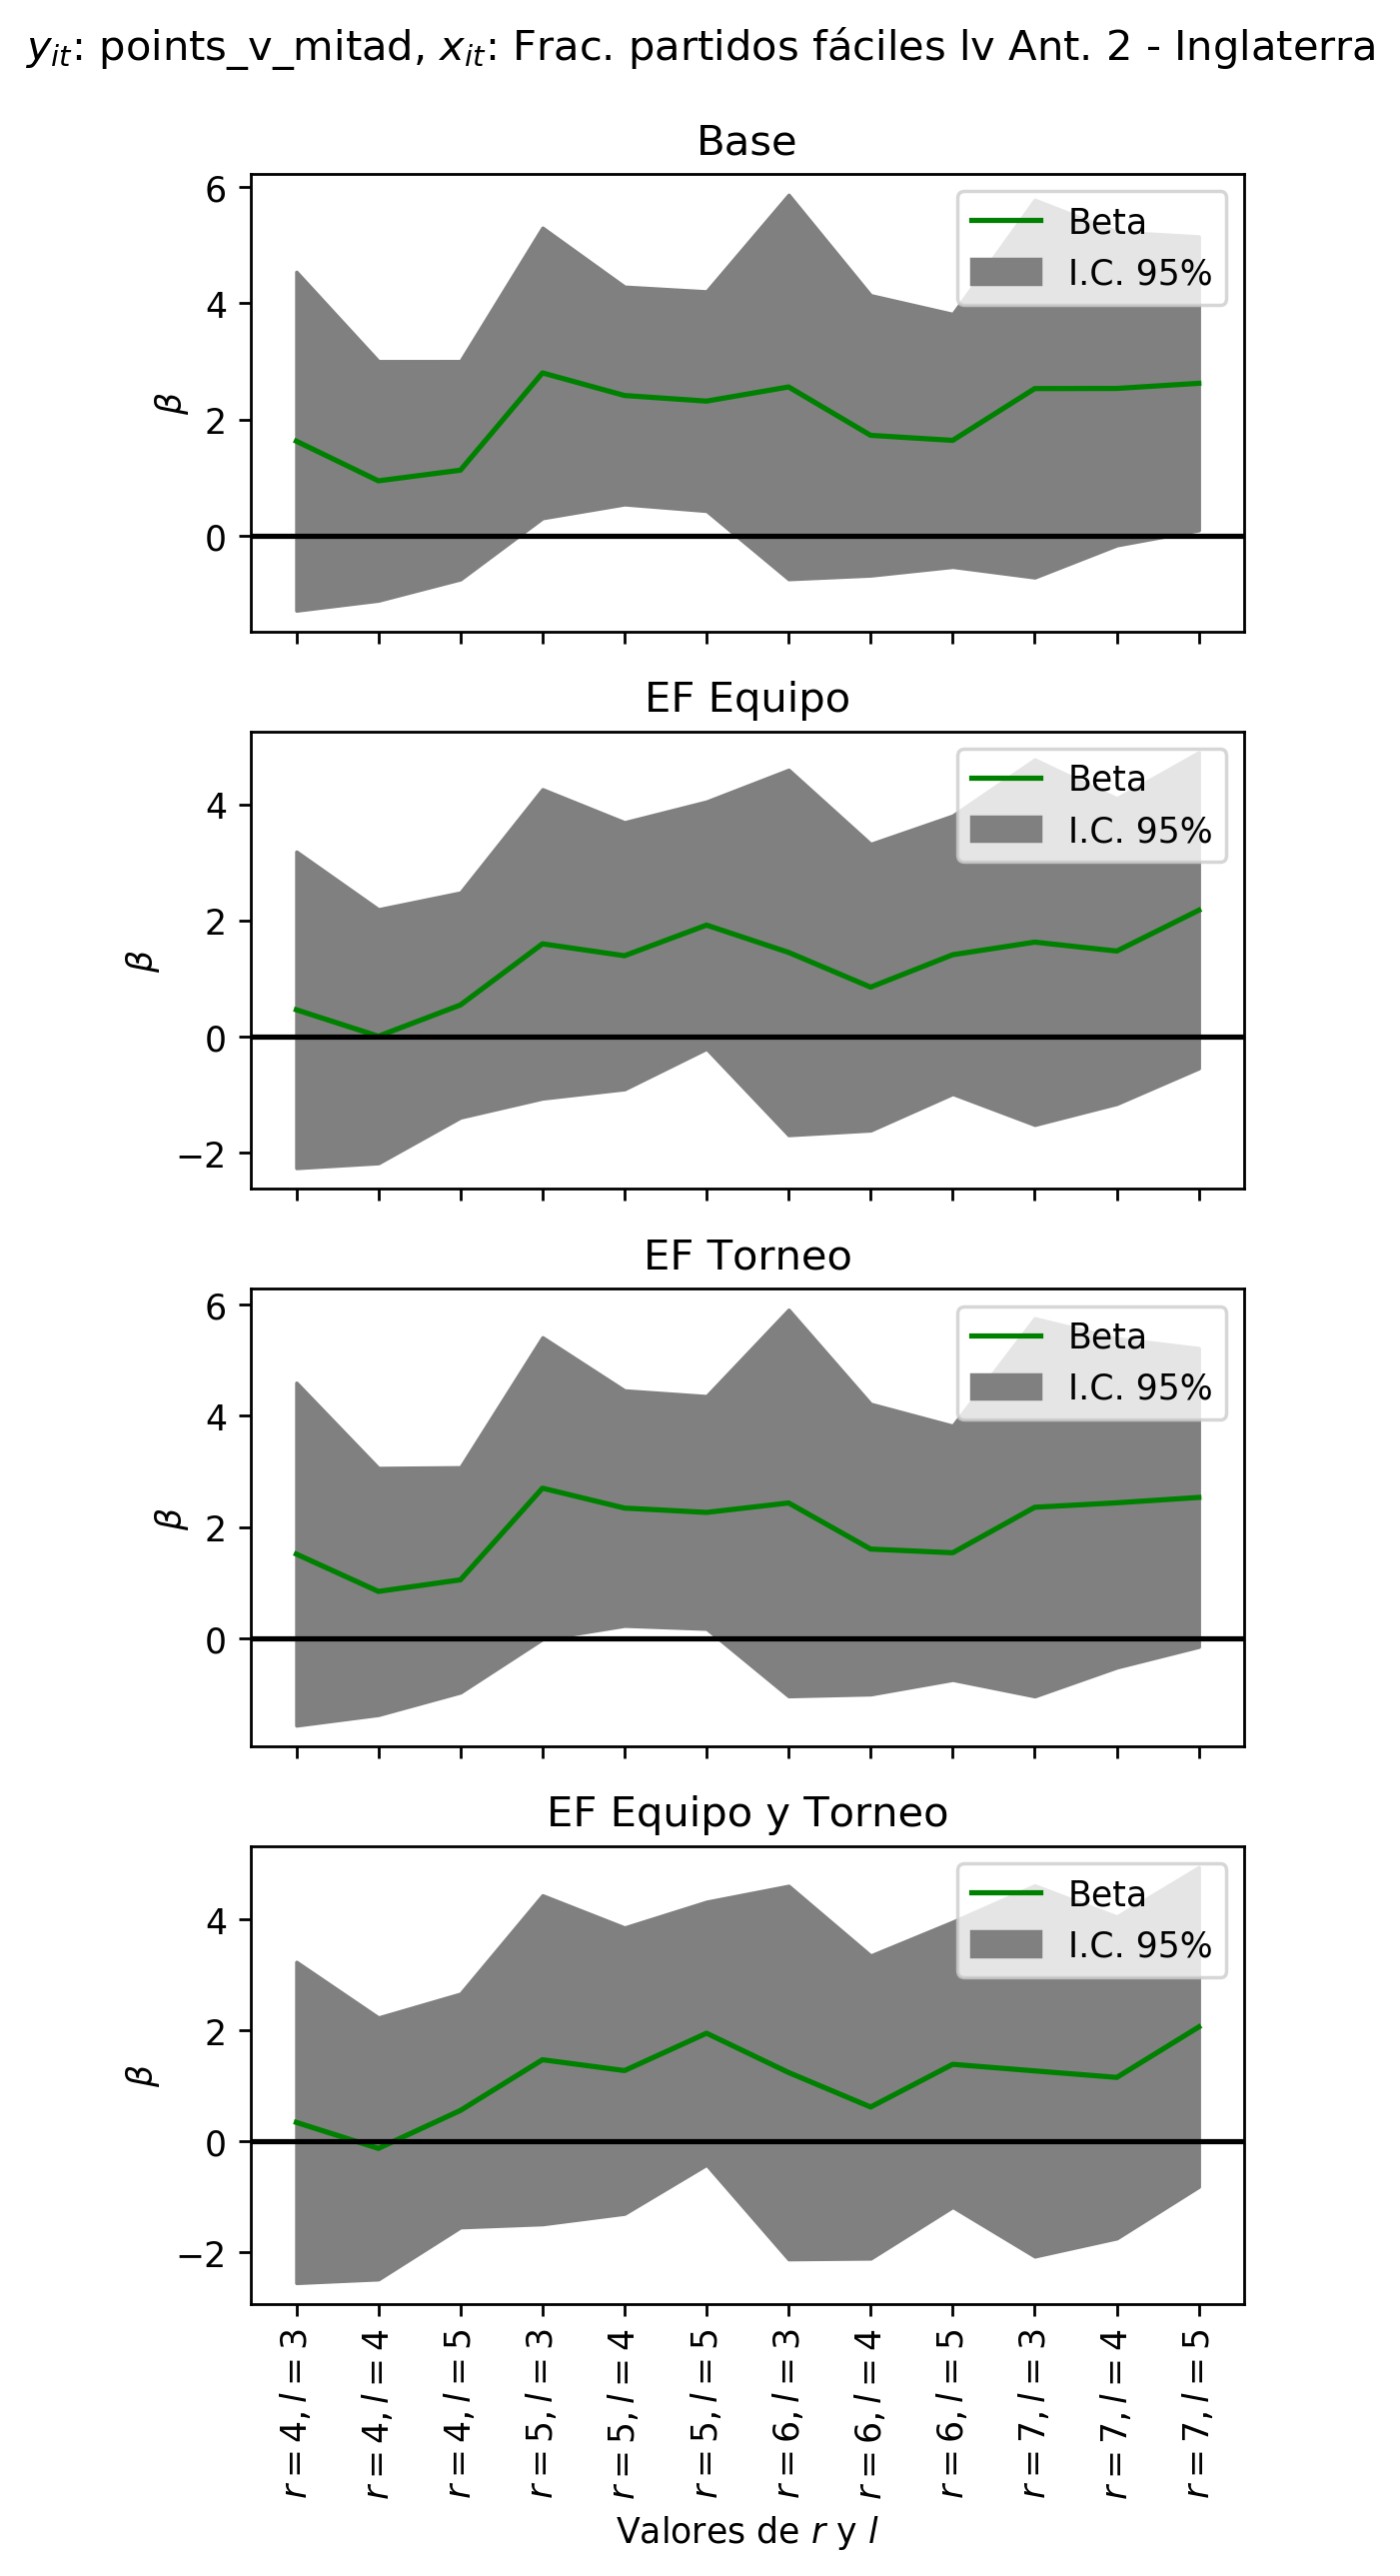 y_it: points_v_mitad, x_it: Frac. partidos fáciles lv Ant. 2 - Inglaterra
Base
6
4
2
0
β
Beta
I.C. 95%
EF Equipo
4
2
0
−2
β
Beta
I.C. 95%
EF Torneo
6
4
2
0
β
Beta
I.C. 95%
EF Equipo y Torneo
4
2
0
−2
β
Beta
I.C. 95%
r = 4, l = 3
r = 4, l = 4
r = 4, l = 5
r = 5, l = 3
r = 5, l = 4
r = 5, l = 5
r = 6, l = 3
r = 6, l = 4
r = 6, l = 5
r = 7, l = 3
r = 7, l = 4
r = 7, l = 5
Valores de r y l